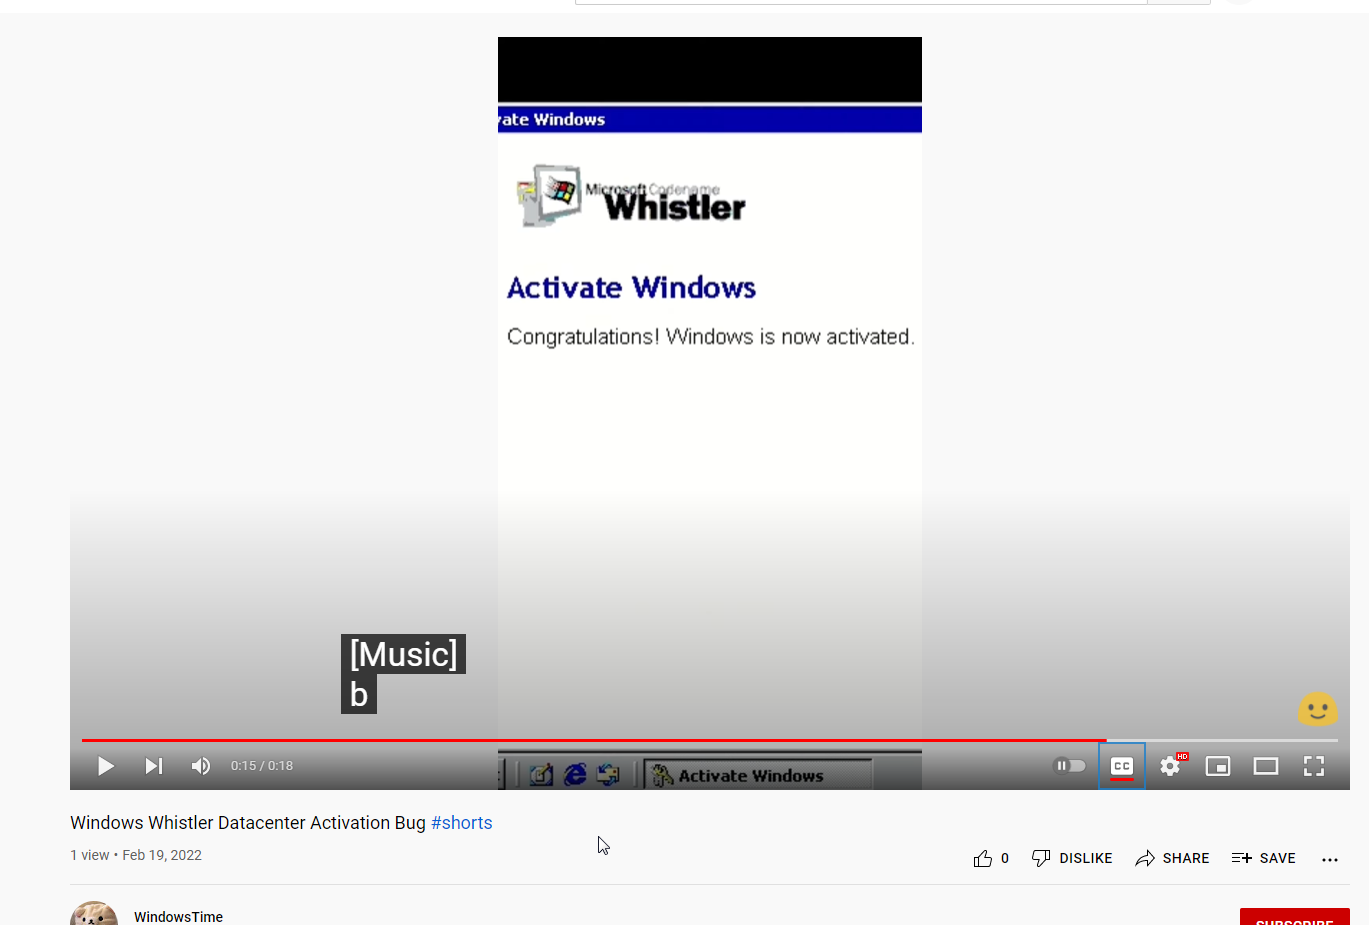 vate Windows
Microsoft Codename
Whistler
Activate Windows
Congratulations! Windows is now activated.
[Music]
b
0:15 / 0:18
CC
HD
Activate Windows
Windows Whistler Datacenter Activation Bug #shorts
1 view • Feb 19, 2022
0
DISLIKE
SHARE
SAVE
WindowsTime
SUBSCRIBE